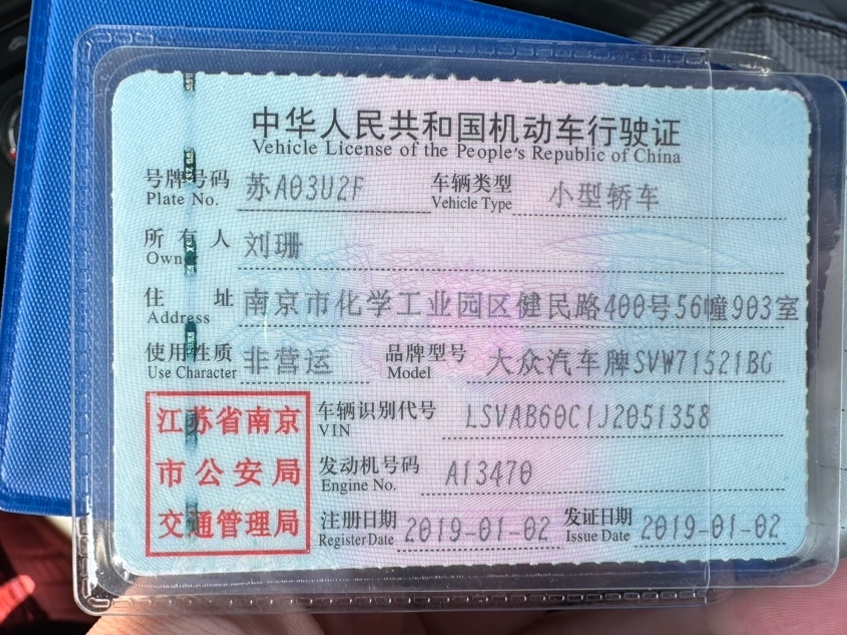 中华人民共和国机动车行驶证
Vehicle License of the People's Republic of China
号牌号码 苏A03U2F 车辆类型 小型轿车
Plate No. Vehicle Type
所有人 刘珊
Owner
住址 南京市化学工业园区健民路400号56幢903室
Address
使用性质 非营运 品牌型号 大众汽车牌SVW71521BG
Use Character Model
江苏省南京
市公安局
交通管理局
车辆识别代号 LSVAB60C1J2051358
VIN
发动机号码 A13470
Engine No.
注册日期 2019-01-02 发证日期 2019-01-02
Register Date Issue Date